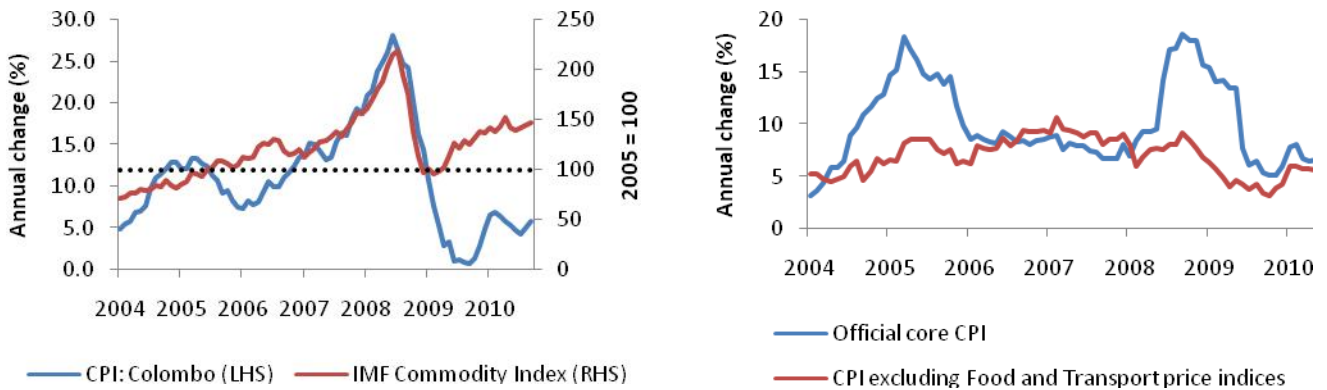 Annual change (%)
30.0
25.0
20.0
15.0
10.0
5.0
0.0
250
200
150
100
50
0
2005 = 100
2004 2005 2006 2007 2008 2009 2010
CPI: Colombo (LHS) IMF Commodity Index (RHS)
Annual change (%)
20
15
10
5
0
2004 2005 2006 2007 2008 2009 2010
Official core CPI
CPI excluding Food and Transport price indices